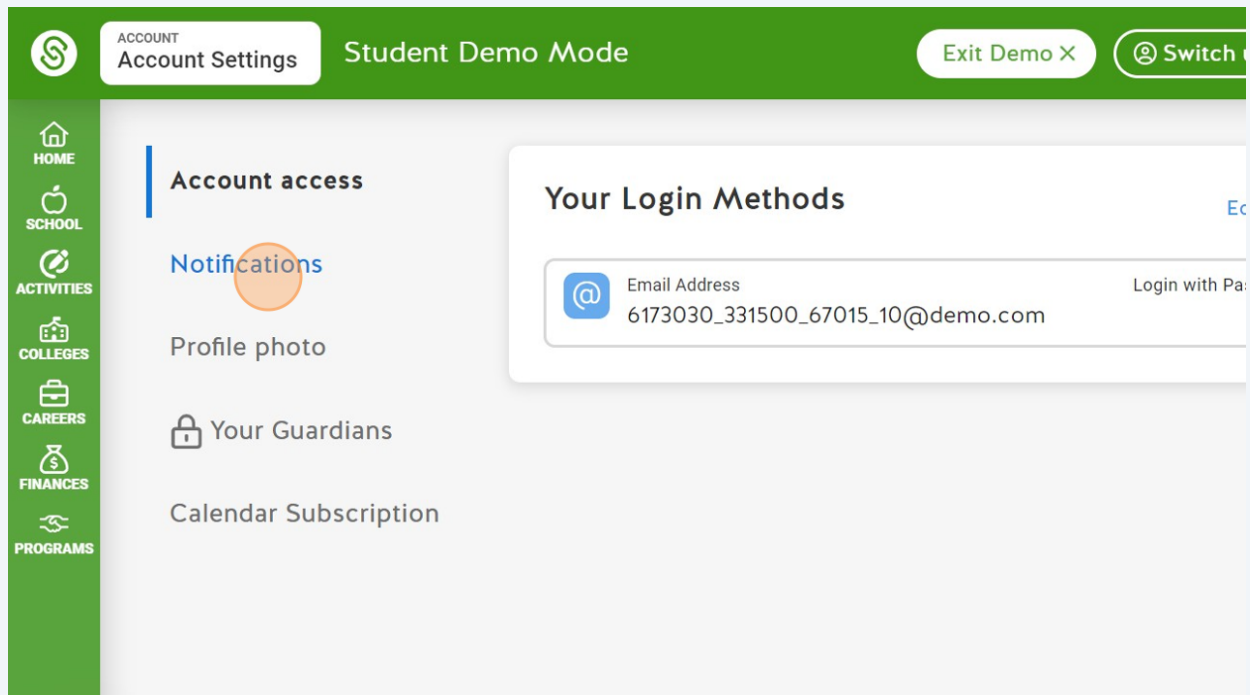 ACCOUNT
Account Settings
Student Demo Mode
Exit Demo X
Switch
HOME
SCHOOL
ACTIVITIES
COLLEGES
CAREERS
FINANCES
PROGRAMS
Account access
Notifications
Profile photo
Your Guardians
Calendar Subscription
Your Login Methods
@
Email Address
6173030_331500_67015_10@demo.com
Login with